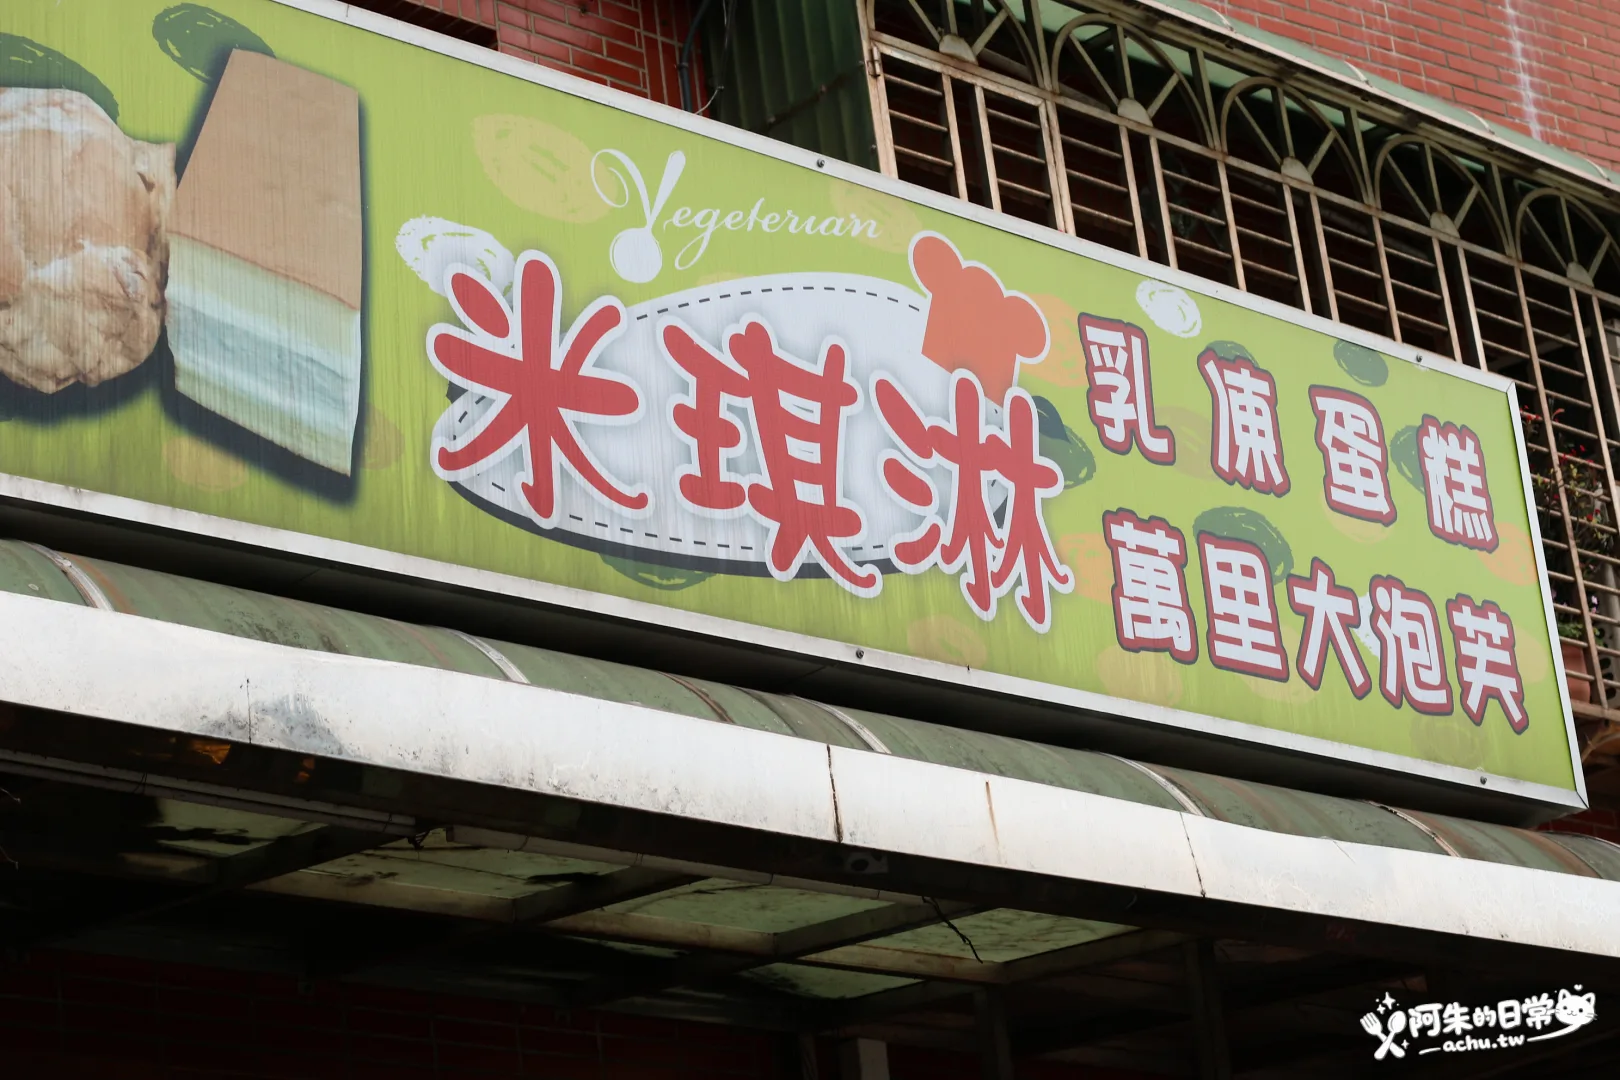 Vegeterian
米琪淋
乳凍蛋糕
萬里大泡芙
阿朱的日常
achu.tw